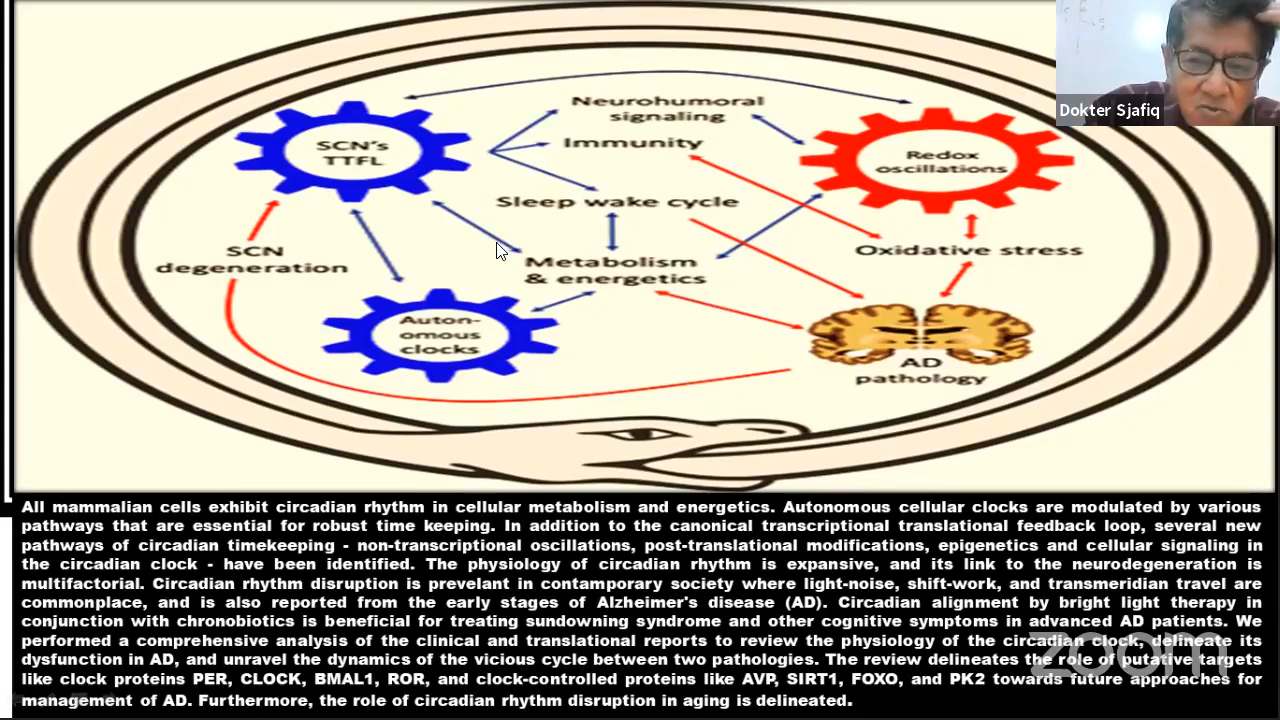 Dokter Sjafiq
Neurohumoral
signaling
SCN's
TTFL
Immunity
Redox
oscillations
Sleep wake cycle
SCN
degeneration
Oxidative stress
Metabolism
& energetics
Auton-
omous
clocks
AD
pathology
All mammalian cells exhibit circadian rhythm in cellular metabolism and energetics. Autonomous cellular clocks are modulated by various
pathways that are essential for robust time keeping. In addition to the canonical transcriptional translational feedback loop, several new
pathways of circadian timekeeping - non-transcriptional oscillations, post-translational modifications, epigenetics and cellular signaling in
the circadian clock - have been identified. The physiology of circadian rhythm is expansive, and its link to the neurodegeneration is
multifactorial. Circadian rhythm disruption is prevelant in contamporary society where light-noise, shift-work, and transmeridian travel are
commonplace, and is also reported from the early stages of Alzheimer's disease (AD). Circadian alignment by bright light therapy in
conjunction with chronobiotics is beneficial for treating sundowning syndrome and other cognitive symptoms in advanced AD patients. We
performed a comprehensive analysis of the clinical and translational reports to review the physiology of the circadian clock, delineate its
dysfunction in AD, and unravel the dynamics of the vicious cycle between two pathologies. The review delineates the role of putative targets
like clock proteins PER, CLOCK, BMAL1, ROR, and clock-controlled proteins like AVP, SIRT1, FOXO, and PK2 towards future approaches for
management of AD. Furthermore, the role of circadian rhythm disruption in aging is delineated.
zoom